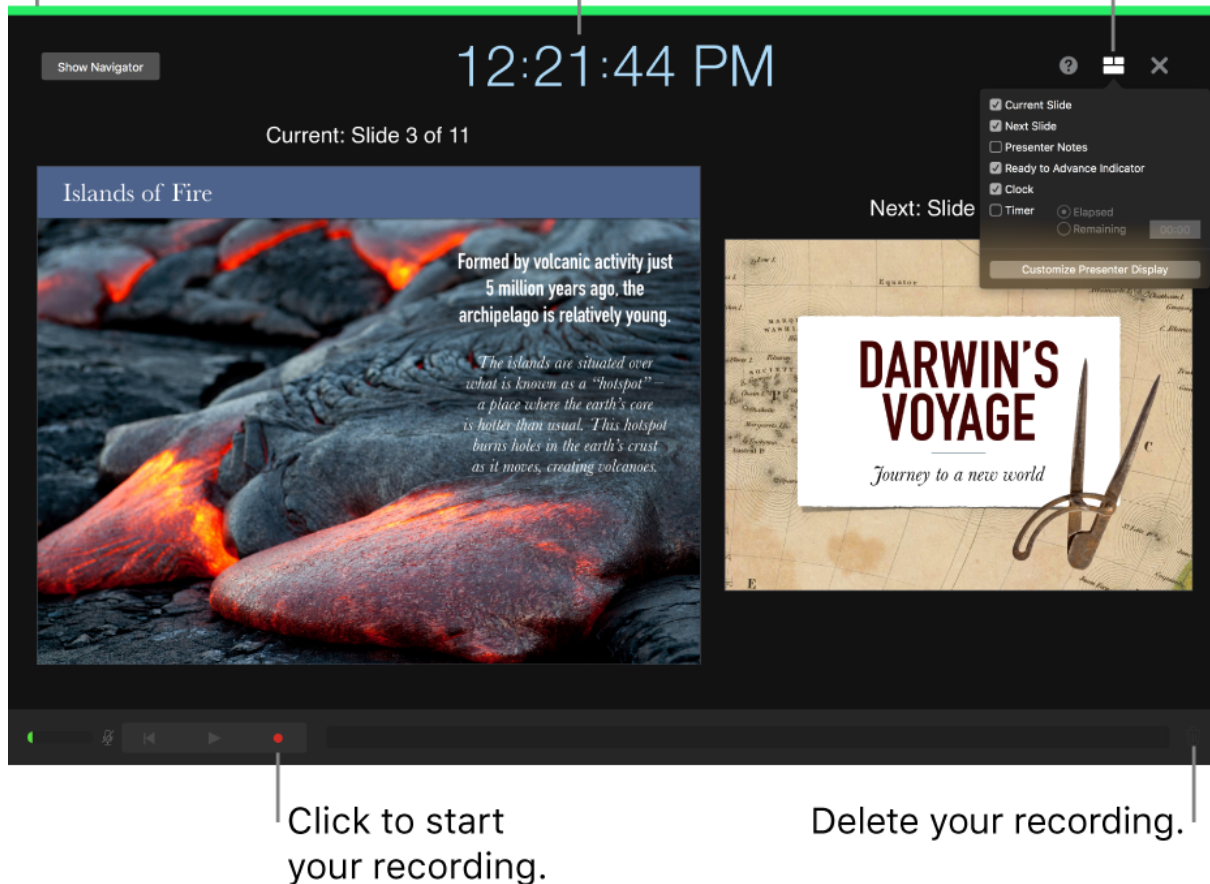 12:21:44 PM
Show Navigator
?
Current Slide
Next Slide
Presenter Notes
Ready to Advance Indicator
Clock
Timer
Elapsed
Remaining
00:00
Customize Presenter Display
Current: Slide 3 of 11
Next: Slide
Islands of Fire
Formed by volcanic activity just
5 million years ago, the
archipelago is relatively young.
The islands are situated over
what is known as a “hotspot” –
a place where the earth’s core
is hotter than usual. This hotspot
burns holes in the earth’s crust
as it moves, creating volcanoes.
Equator
DARWIN’S
VOYAGE
Journey to a new world
C
E
Click to start
your recording.
Delete your recording.